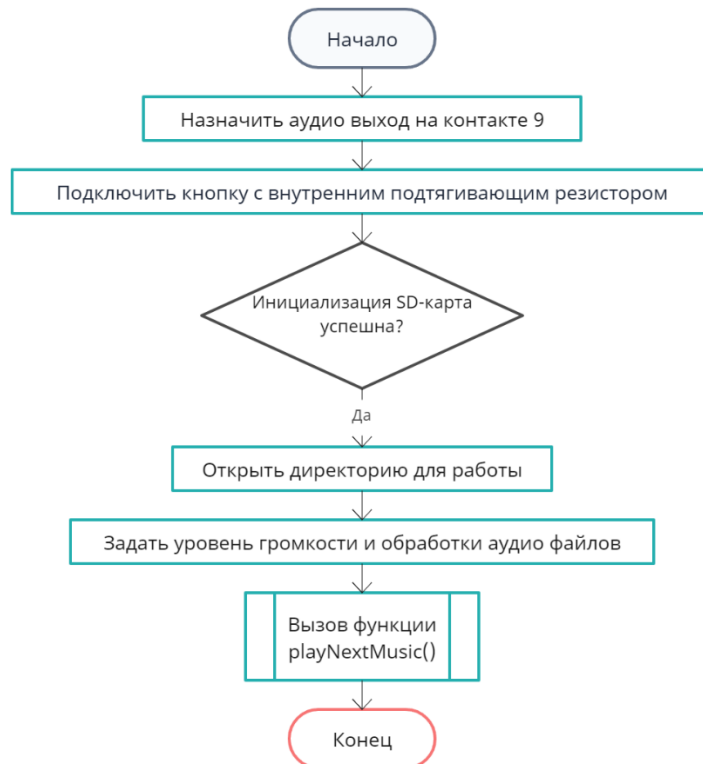 Начало
Назначить аудио выход на контакте 9
Подключить кнопку с внутренним подтягивающим резистором
Инициализация SD-карта
успешна?
Да
Открыть директорию для работы
Задать уровень громкости и обработки аудио файлов
Вызов функции
playNextMusic()
Конец